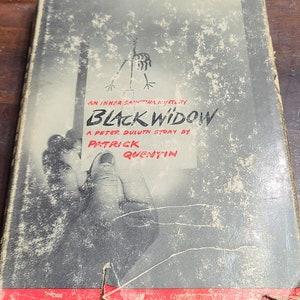 AN INNER SANCTUM MYSTERY
BLACK WIDOW
A PETER DULUTH STORY BY
PATRICK
QUENTIN